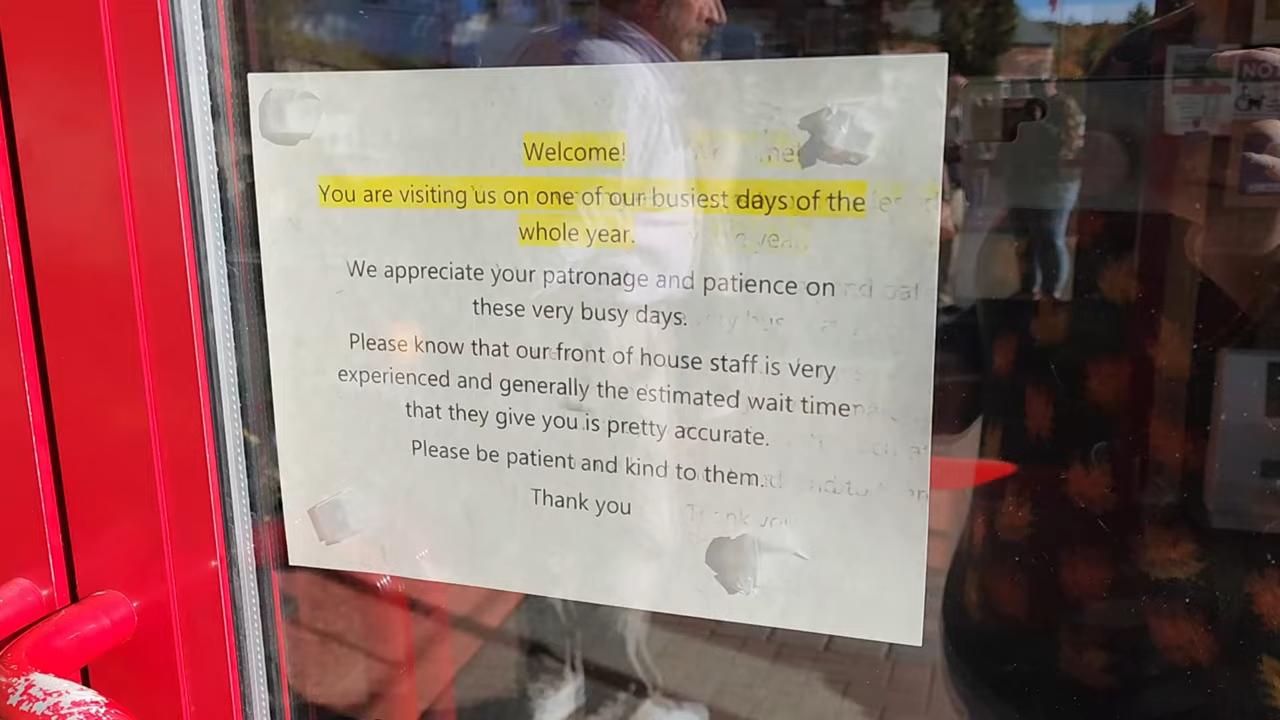 Welcome!
You are visiting us on one of our busiest days of the
whole year.
We appreciate your patronage and patience on
these very busy days.
Please know that our front of house staff is very
experienced and generally the estimated wait time
that they give you is pretty accurate.
Please be patient and kind to them.
Thank you
NO